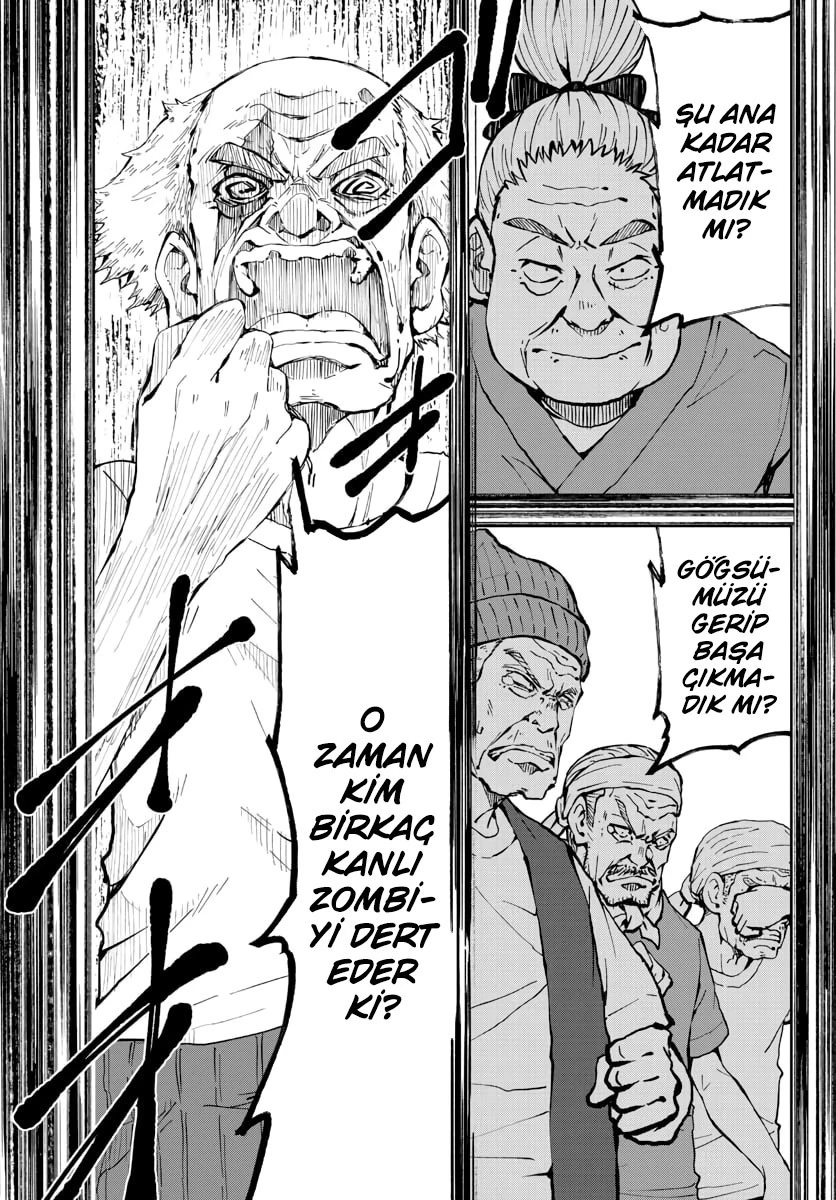 ŞU ANA
KADAR
ATLAT-
MADIK
MI?
GÖĞSÜ-
MÜZÜ
GERİP
BAŞA
ÇIKMA-
DIK MI?
O
ZAMAN
KİM
BİRKAÇ
KANLI
ZOMBİ-
Yİ DERT
EDER
Kİ?